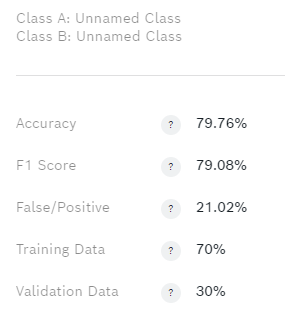 Class A: Unnamed Class
Class B: Unnamed Class
Accuracy ? 79.76%
F1 Score ? 79.08%
False/Positive ? 21.02%
Training Data ? 70%
Validation Data ? 30%